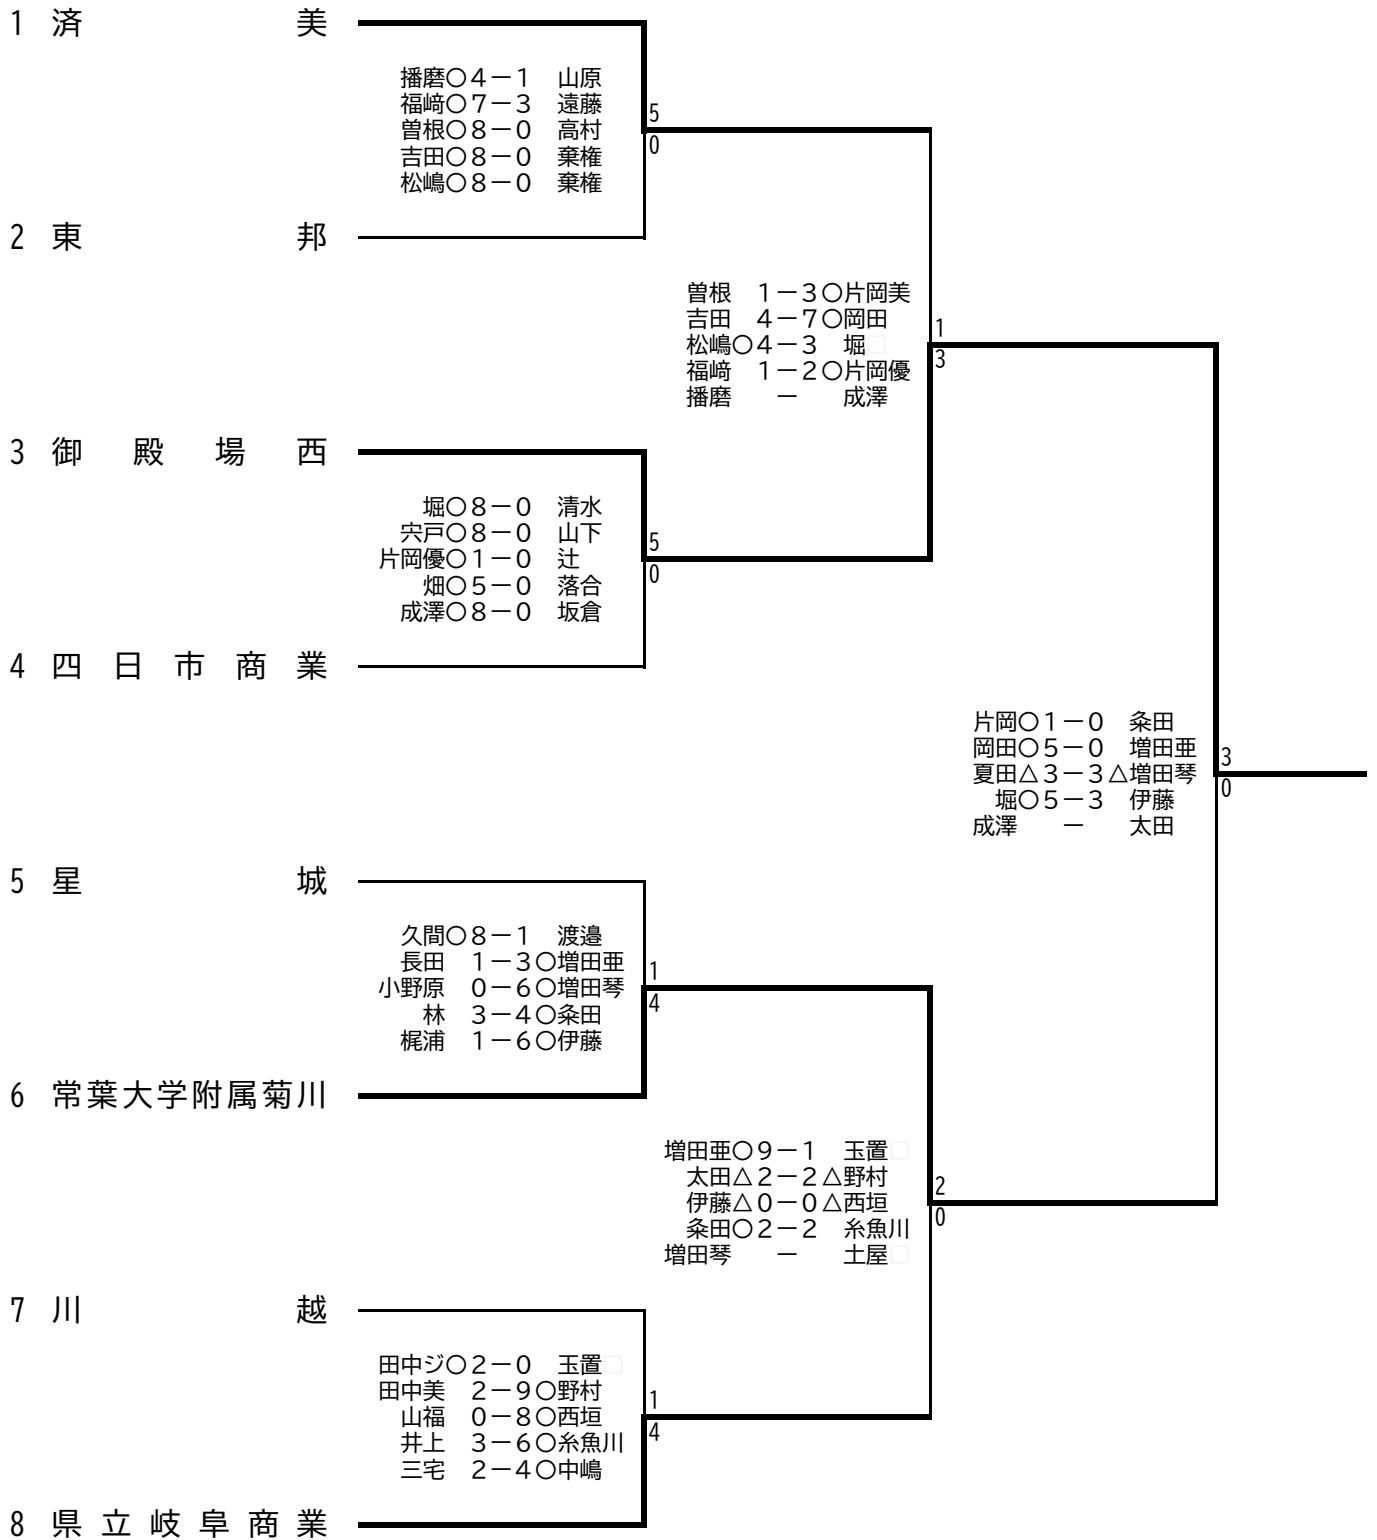 1 済美
播磨〇4－1　山原
福﨑〇7－3　遠藤
曽根〇8－0　高村
吉田〇8－0　棄権
松嶋〇8－0　棄権
5
0
2 東邦
曽根　1－3〇片岡美
吉田　4－7〇岡田
松嶋〇4－3　堀
福﨑　1－2〇片岡優
播磨　－　成澤
1
3
3 御殿場西
堀〇8－0　清水
宍戸〇8－0　山下
片岡優〇1－0　辻
畑〇5－0　落合
成澤〇8－0　坂倉
5
0
4 四日市商業
片岡〇1－0　粂田
岡田〇5－0　増田亜
夏田△3－3△増田琴
堀〇5－3　伊藤
成澤　－　太田
3
0
5 星城
久間〇8－1　渡邉
長田　1－3〇増田亜
小野原　0－6〇増田琴
林　3－4〇粂田
梶浦　1－6〇伊藤
1
4
6 常葉大学附属菊川
増田亜〇9－1　玉置
太田△2－2△野村
伊藤△0－0△西垣
粂田〇2－2　糸魚川
増田琴　－　土屋
2
0
7 川越
田中ジ〇2－0　玉置
田中美　2－9〇野村
山福　0－8〇西垣
井上　3－6〇糸魚川
三宅　2－4〇中嶋
1
4
8 県立岐阜商業